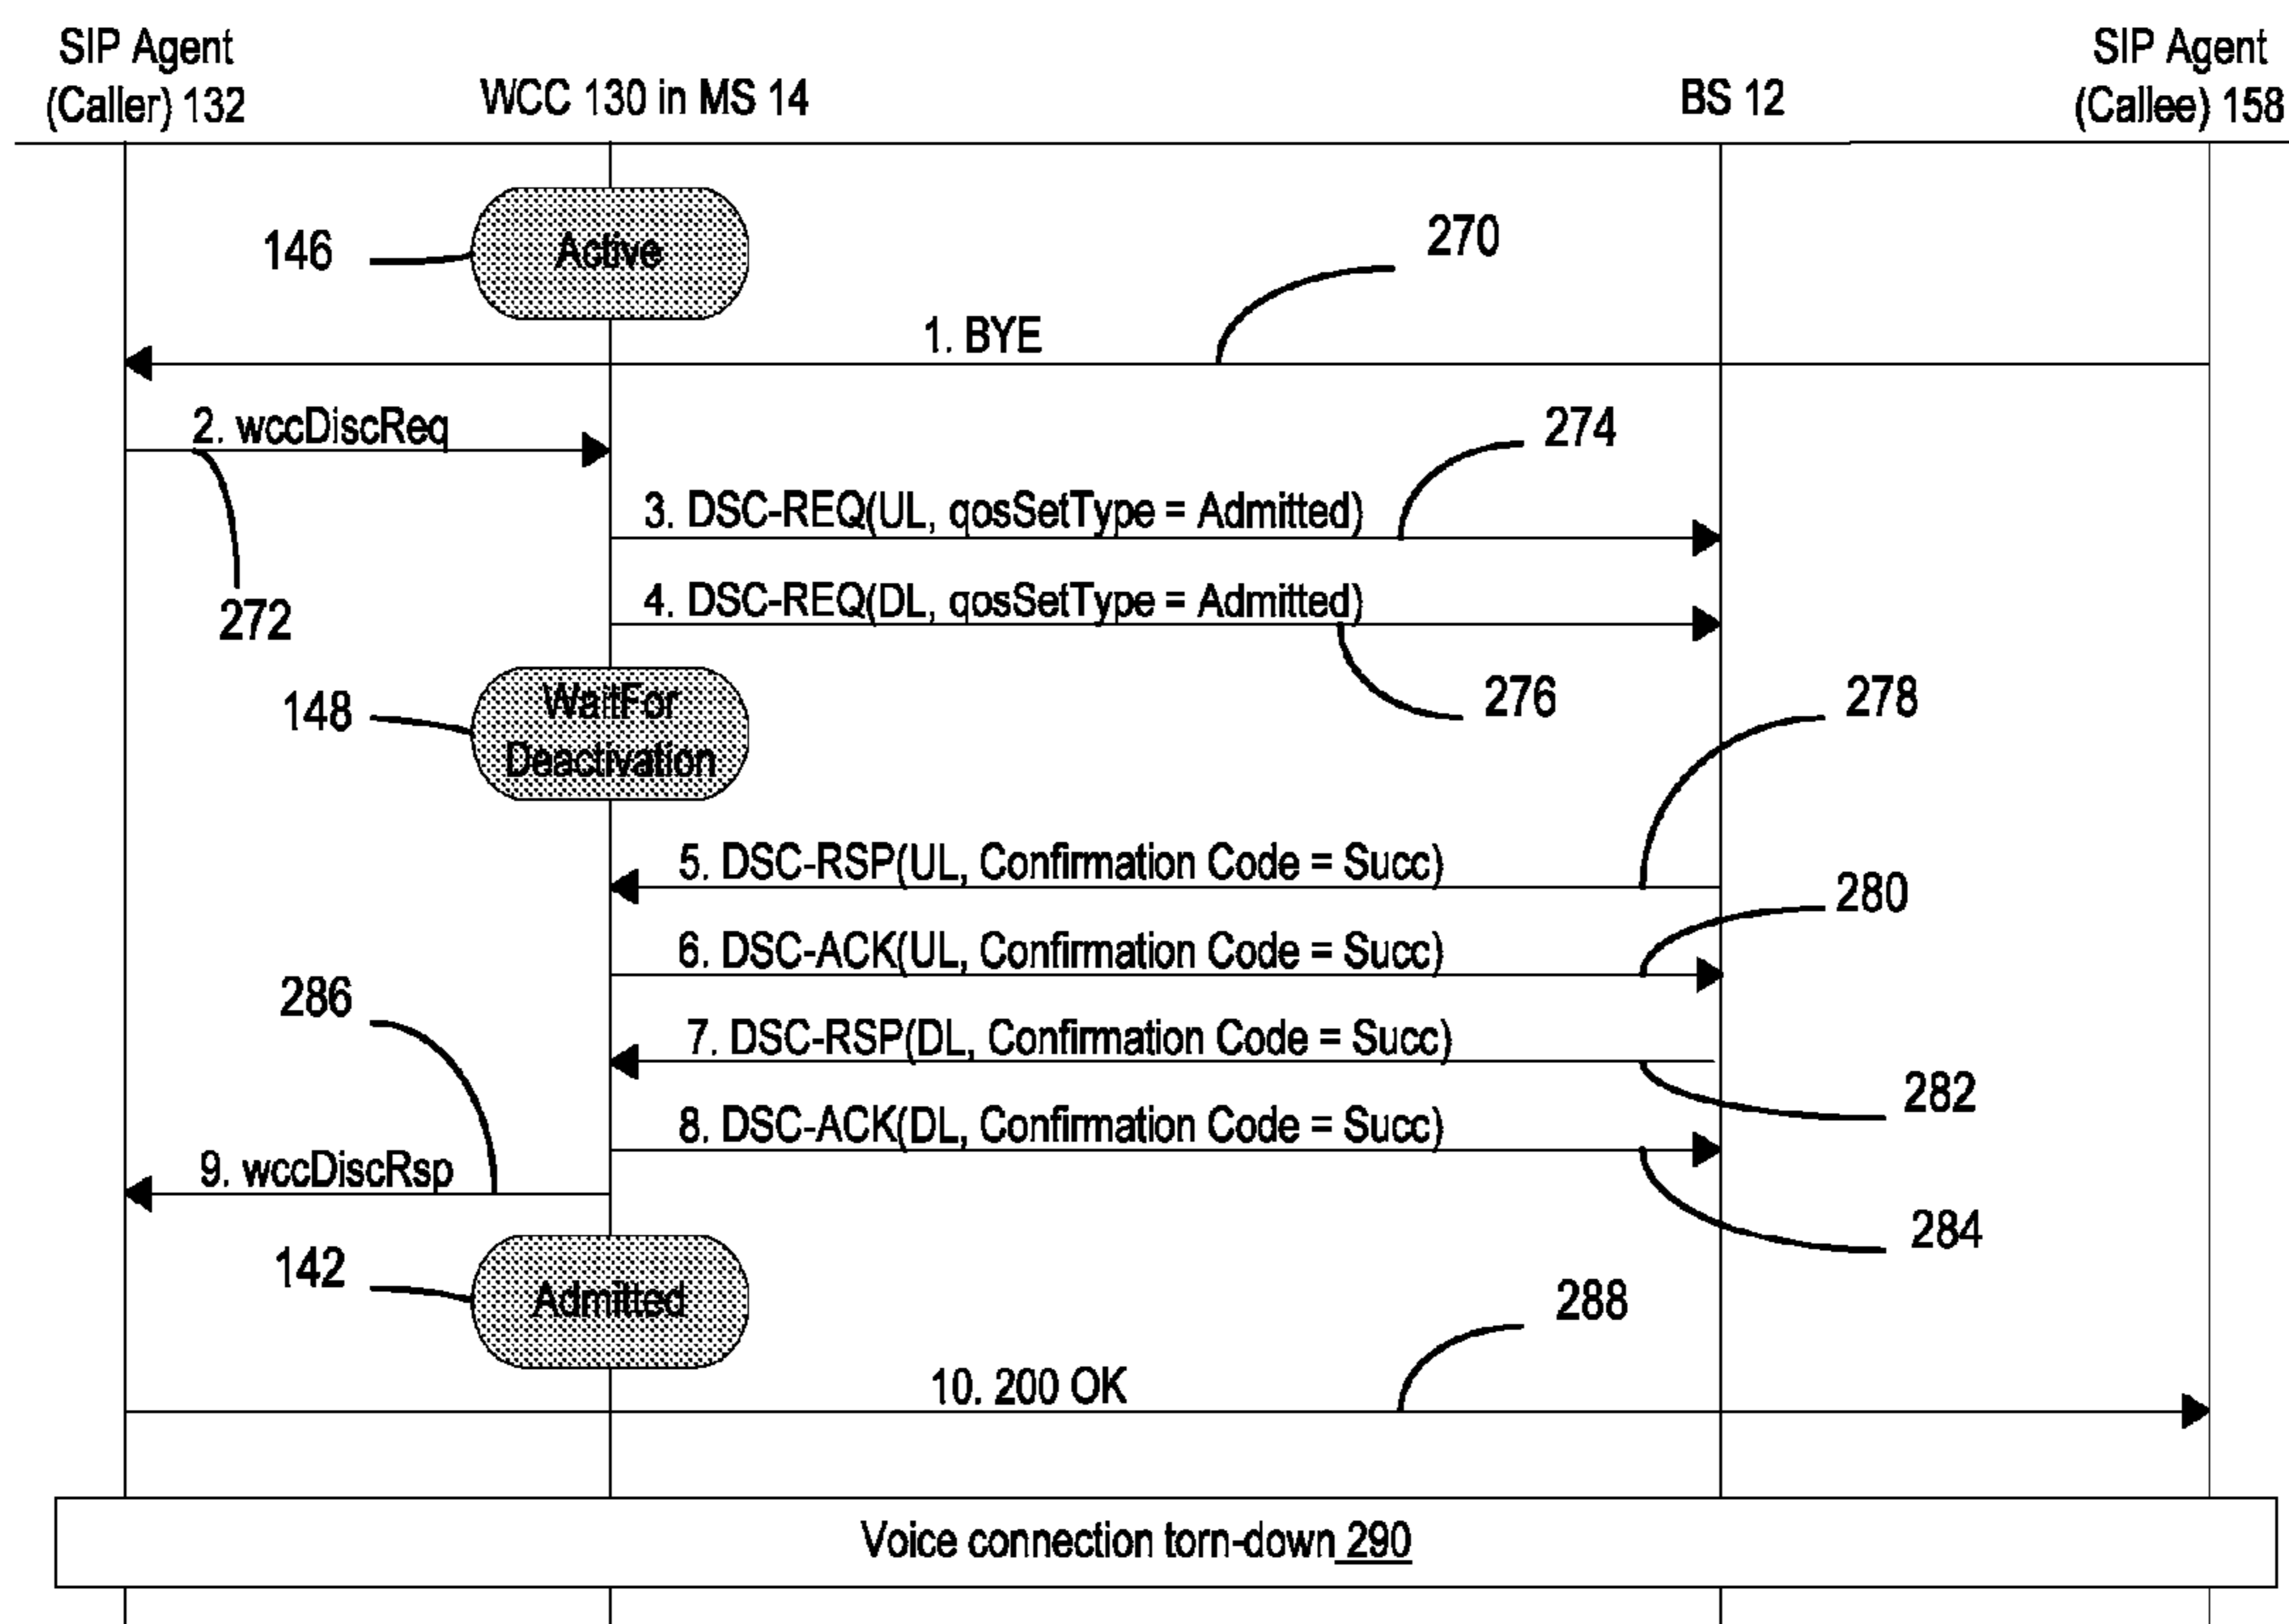 SIP Agent
(Caller) 132
WCC 130 in MS 14
BS 12
SIP Agent
(Callee) 158
146
Active
270
1. BYE
2. wccDiscReq
274
3. DSC-REQ(UL, qosSetType = Admitted)
272
4. DSC-REQ(DL, qosSetType = Admitted)
148
WaitFor
Deactivation
276
278
5. DSC-RSP(UL, Confirmation Code = Succ)
280
6. DSC-ACK(UL, Confirmation Code = Succ)
286
7. DSC-RSP(DL, Confirmation Code = Succ)
282
8. DSC-ACK(DL, Confirmation Code = Succ)
9. wccDiscRsp
284
142
Admitted
288
10. 200 OK
Voice connection torn-down 290